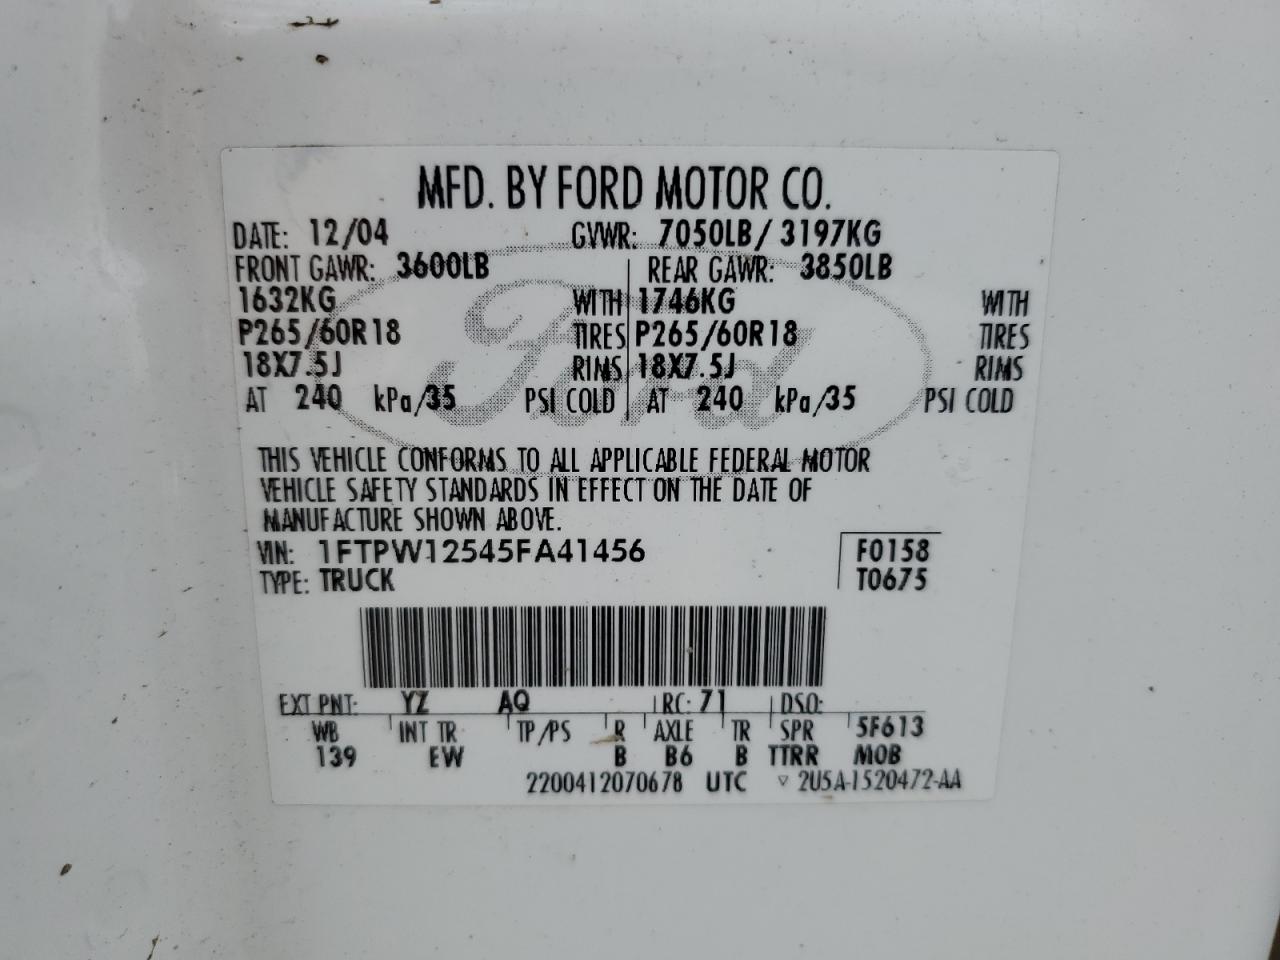 MFD. BY FORD MOTOR CO.
DATE: 12/04 GVWR: 7050LB/ 3197KG
FRONT GAWR: 3600LB REAR GAWR: 3850LB
1632KG WITH 1746KG WITH
P265/60R18 TIRES P265/60R18 TIRES
18X7.5J RIMS 18X7.5J RIMS
AT 240 kPa/35 PSI COLD AT 240 kPa/35 PSI COLD
Ford
THIS VEHICLE CONFORMS TO ALL APPLICABLE FEDERAL MOTOR
VEHICLE SAFETY STANDARDS IN EFFECT ON THE DATE OF
MANUFACTURE SHOWN ABOVE.
VIN: 1FTPW12545FA41456 F0158
TYPE: TRUCK T0675
EXT PNT: YZ AQ RC: 71 DSO:
WB INT TR TP/PS R AXLE TR SPR 5F613
139 EW B B6 B TTRR MOB
2200412070678 UTC ▽ 2U5A-1520472-AA